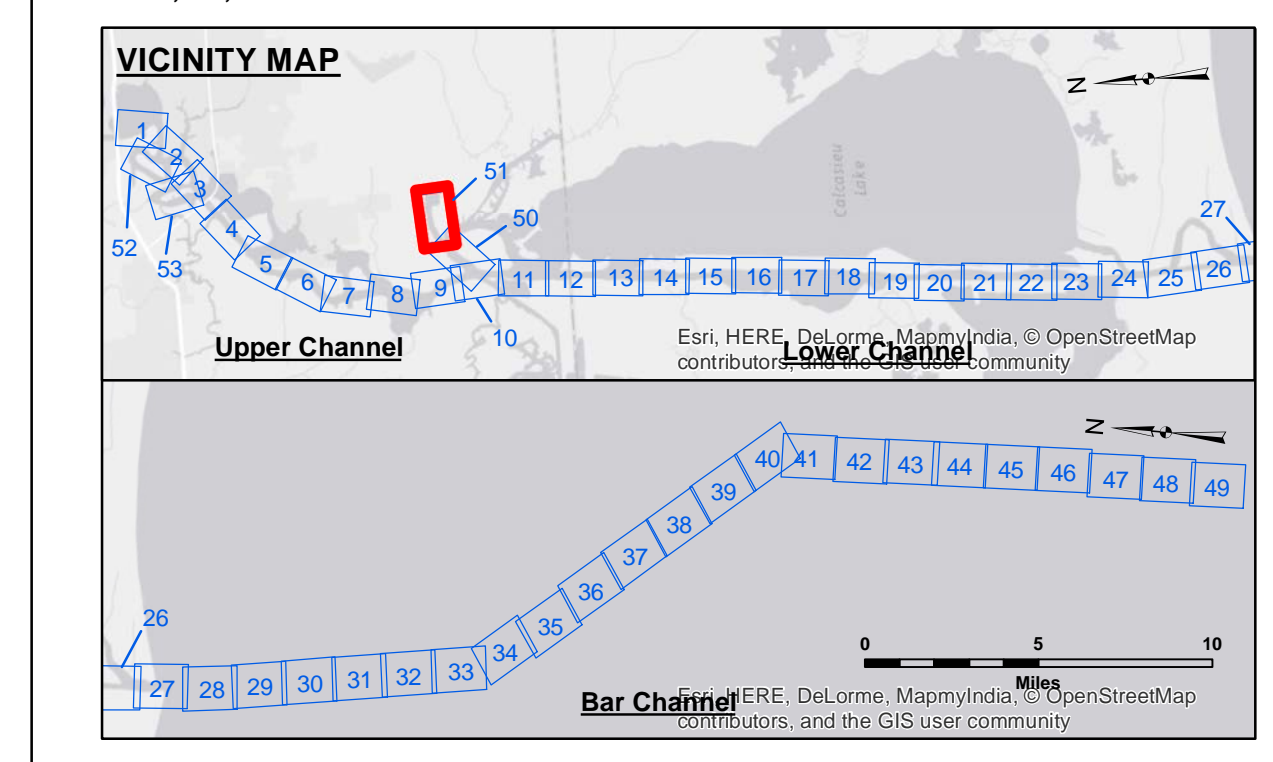 VICINITY MAP
N
1
2
3
52
53
4
5
6
7
8
9
10
51
50
11 12 13 14 15 16 17 18 19 20 21 22 23 24 25 26
27
Calcasieu
Lake
Upper Channel
Lower Channel
Esri, HERE, DeLorme, MapmyIndia, © OpenStreetMap
contributors, and the GIS user community
N
26
27 28 29 30 31 32 33
34
35
36
37
38
39
40 41 42 43 44 45 46 47 48 49
0 5 10
Miles
Bar Channel
Esri, HERE, DeLorme, MapmyIndia, © OpenStreetMap
contributors, and the GIS user community